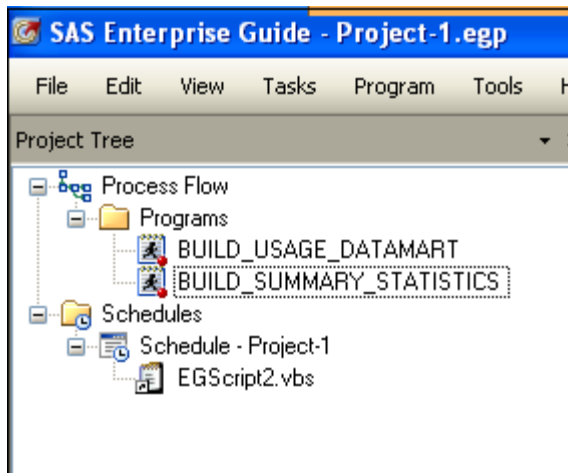 SAS Enterprise Guide - Project-1.egp
File Edit View Tasks Program Tools H
Project Tree
Process Flow
Programs
BUILD_USAGE_DATAMART
BUILD_SUMMARY_STATISTICS
Schedules
Schedule - Project-1
EGScript2.vbs